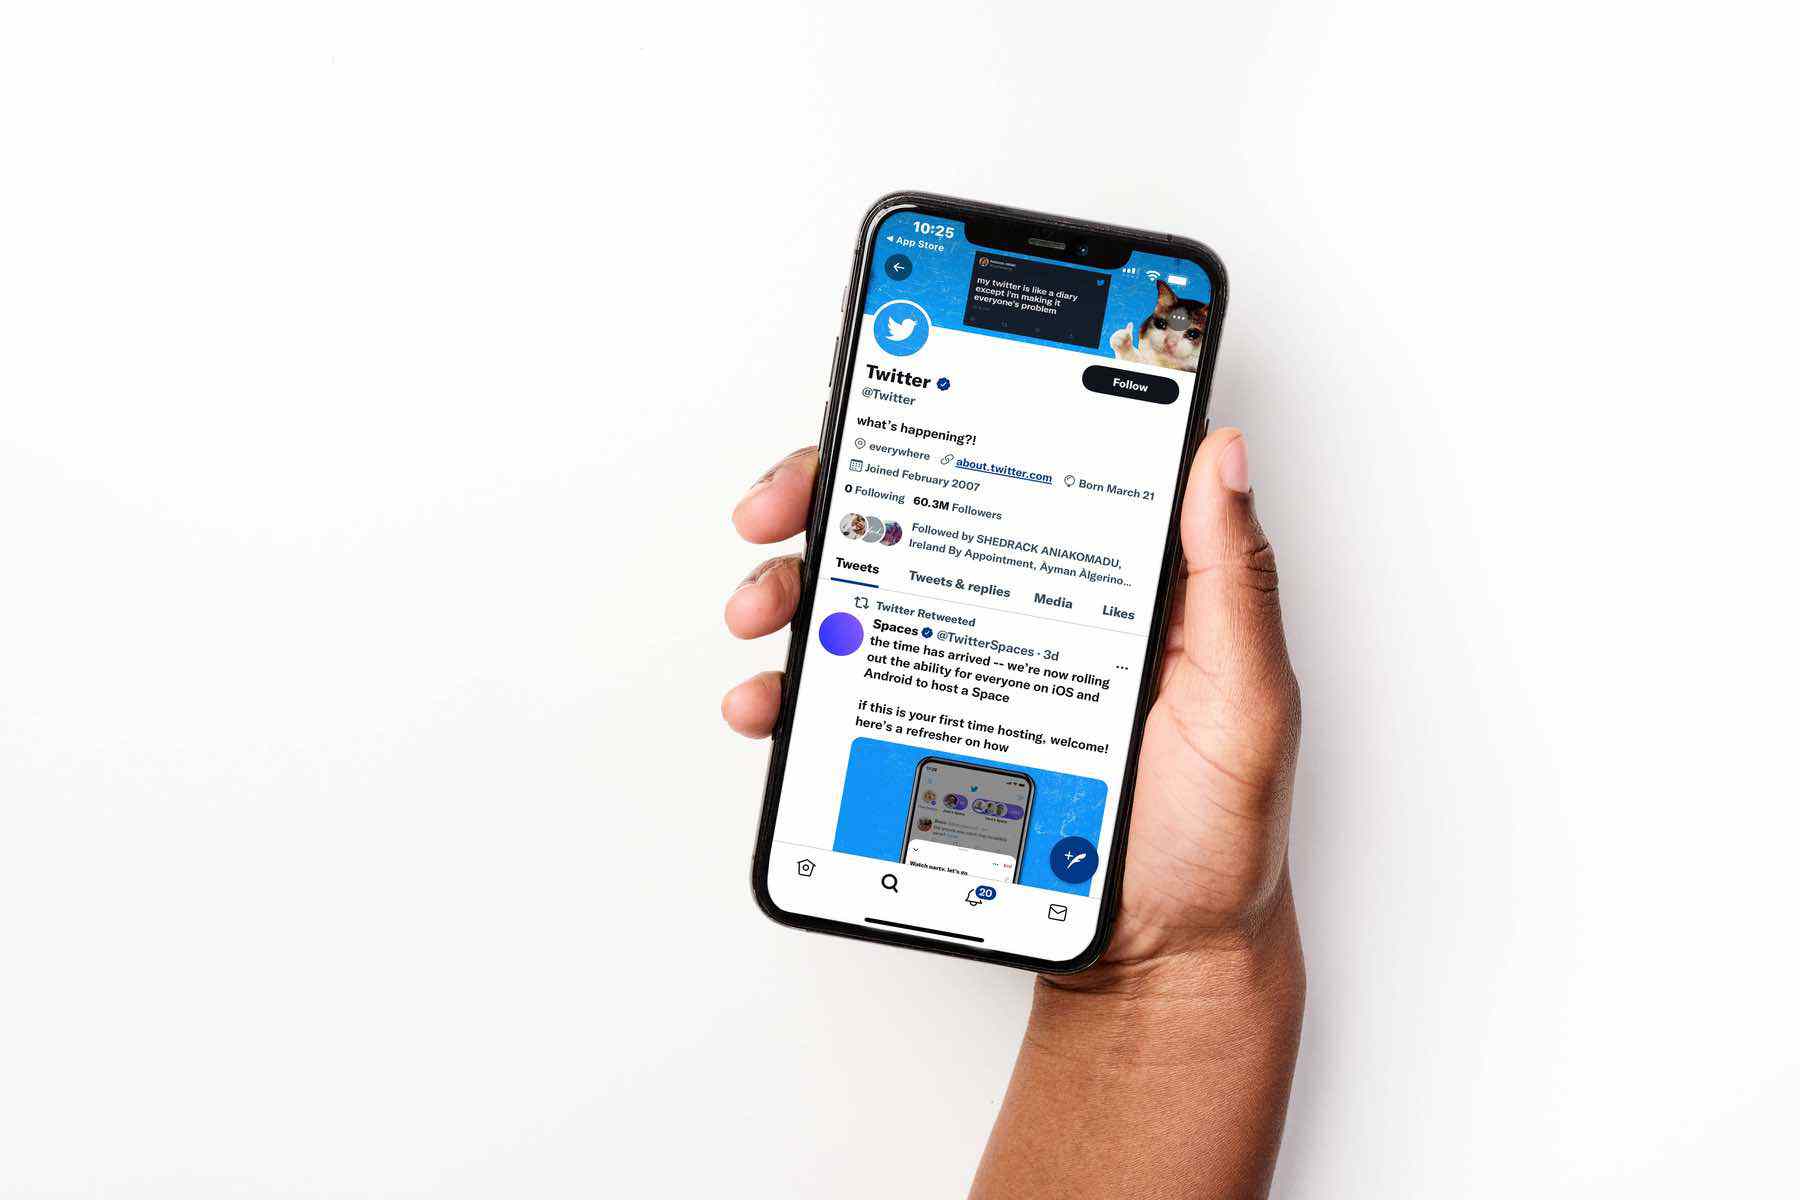 10:25
App Store
my twitter is like a diary
except i'm making it
everyone's problem
Twitter
Follow
@Twitter
what's happening?!
everywhere about.twitter.com Born March 21
Joined February 2007
0 Following 60.3M Followers
Followed by SHEDRACK ANIAKOMADU,
Ireland By Appointment, Äyman Älgerino...
Tweets Tweets & replies Media Likes
Twitter Retweeted
Spaces @TwitterSpaces · 3d
the time has arrived -- we're now rolling
out the ability for everyone on iOS and
Android to host a Space
if this is your first time hosting, welcome!
here's a refresher on how
Watch party, let's go
20